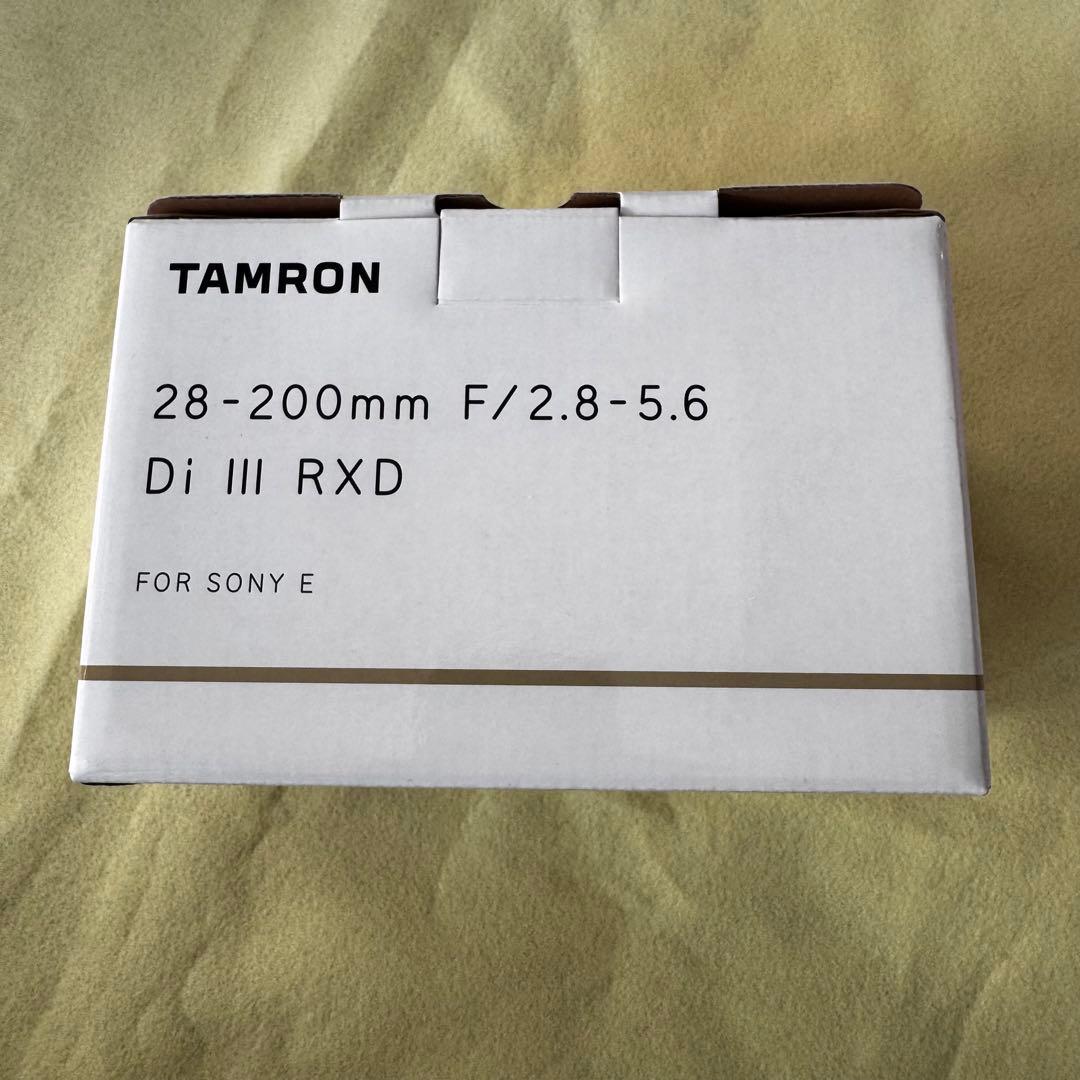 TAMRON
28-200mm F/2.8-5.6
Di III RXD
FOR SONY E